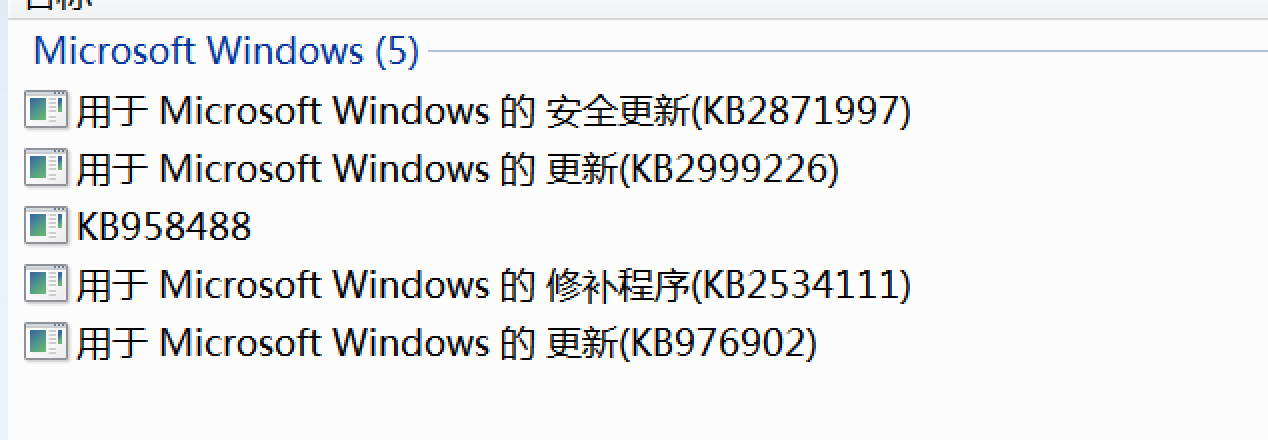 名称
Microsoft Windows (5)
用于 Microsoft Windows 的 安全更新(KB2871997)
用于 Microsoft Windows 的 更新(KB2999226)
KB958488
用于 Microsoft Windows 的 修补程序(KB2534111)
用于 Microsoft Windows 的 更新(KB976902)